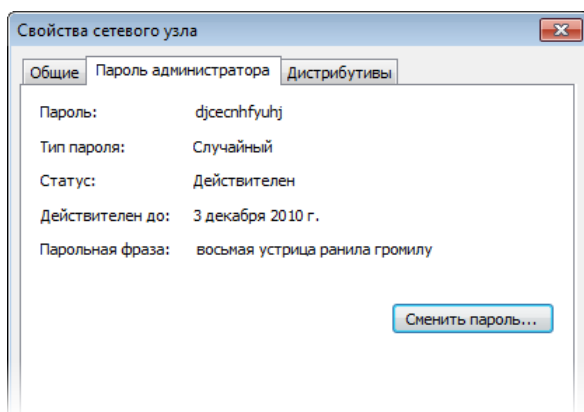 Свойства сетевого узла
Общие Пароль администратора Дистрибутивы
Пароль: djcecnhfyuhj
Тип пароля: Случайный
Статус: Действителен
Действителен до: 3 декабря 2010 г.
Парольная фраза: восьмая устрица ранила громилу
Сменить пароль...